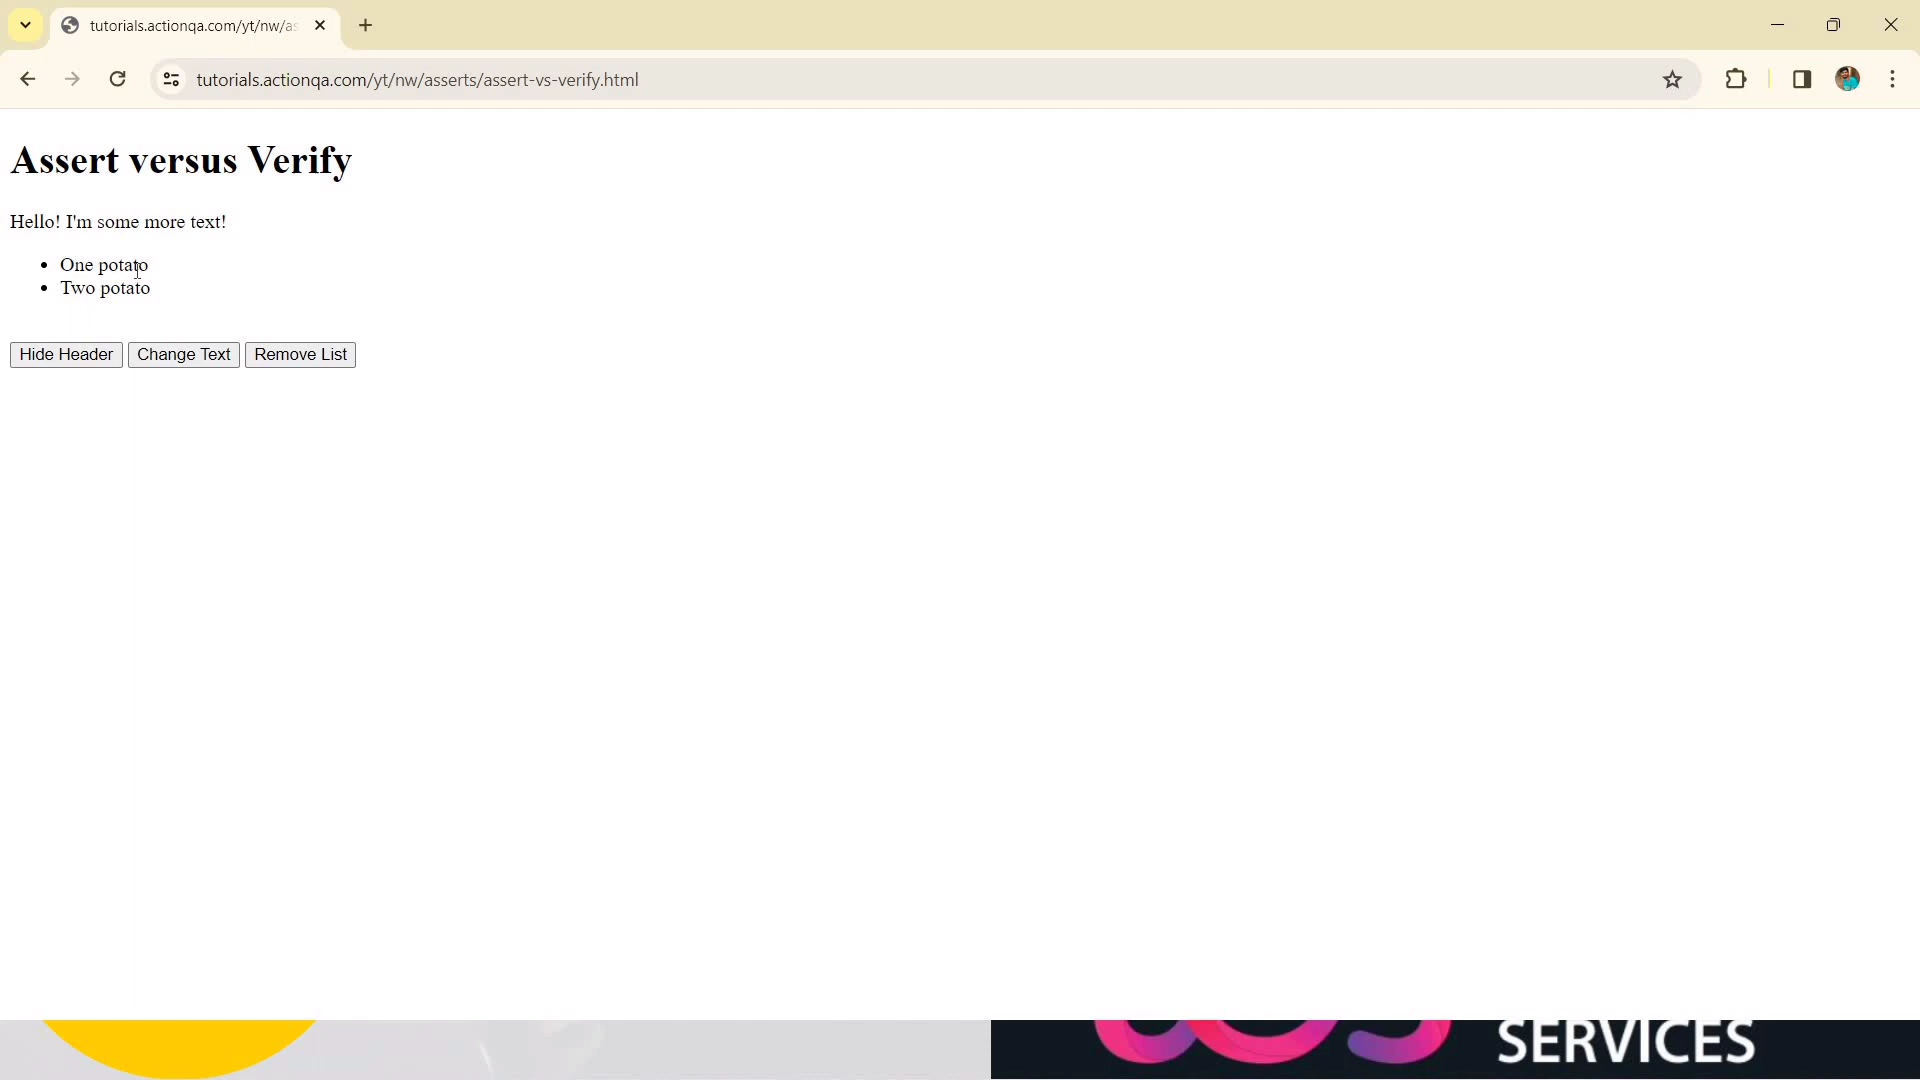 tutorials.actionqa.com/yt/nw/as
tutorials.actionqa.com/yt/nw/asserts/assert-vs-verify.html
Assert versus Verify
Hello! I'm some more text!
One potato
Two potato
Hide Header
Change Text
Remove List
SERVICES